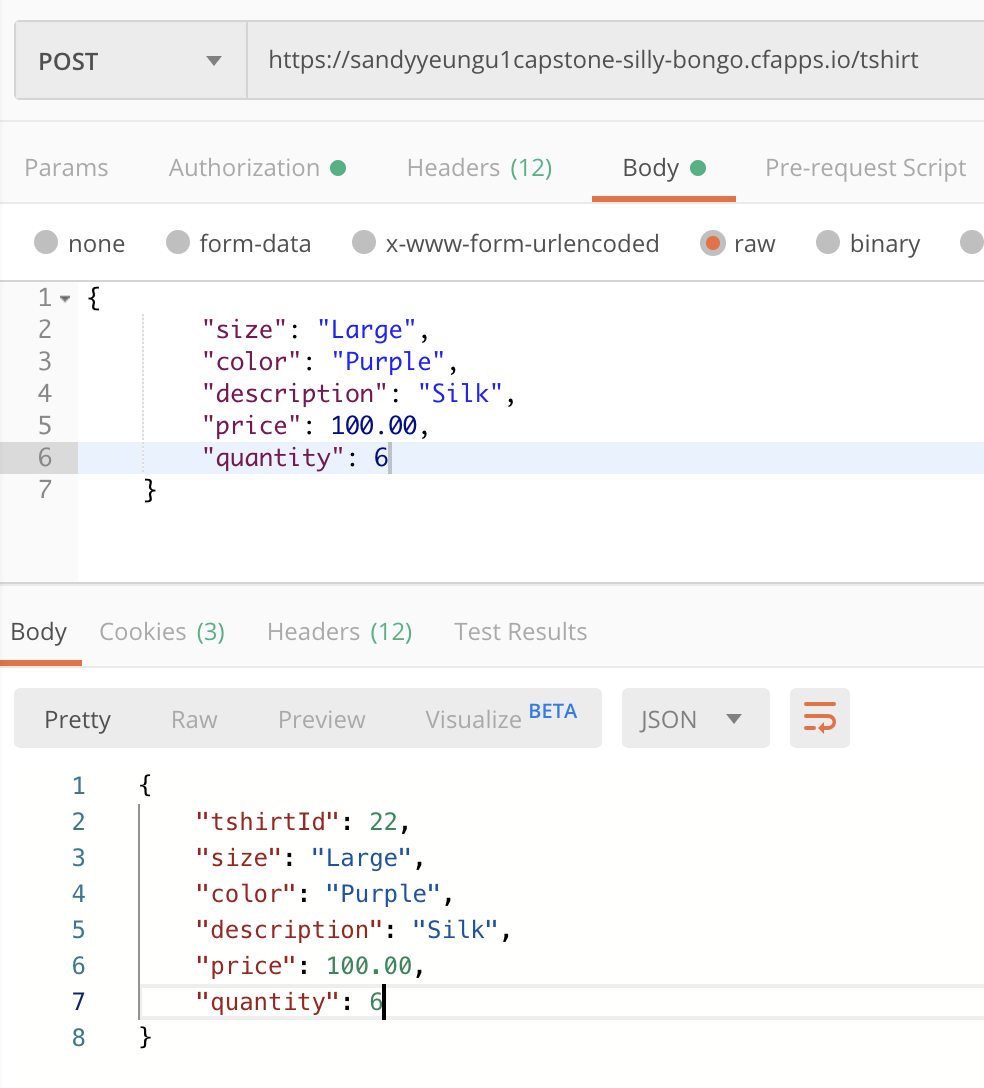 POST https://sandyyeungu1capstone-silly-bongo.cfapps.io/tshirt
Params Authorization Headers (12) Body Pre-request Script
none form-data x-www-form-urlencoded raw binary
1 {
2 "size": "Large",
3 "color": "Purple",
4 "description": "Silk",
5 "price": 100.00,
6 "quantity": 6
7 }
Body Cookies (3) Headers (12) Test Results
Pretty Raw Preview Visualize BETA JSON
1 {
2 "tshirtId": 22,
3 "size": "Large",
4 "color": "Purple",
5 "description": "Silk",
6 "price": 100.00,
7 "quantity": 6
8 }